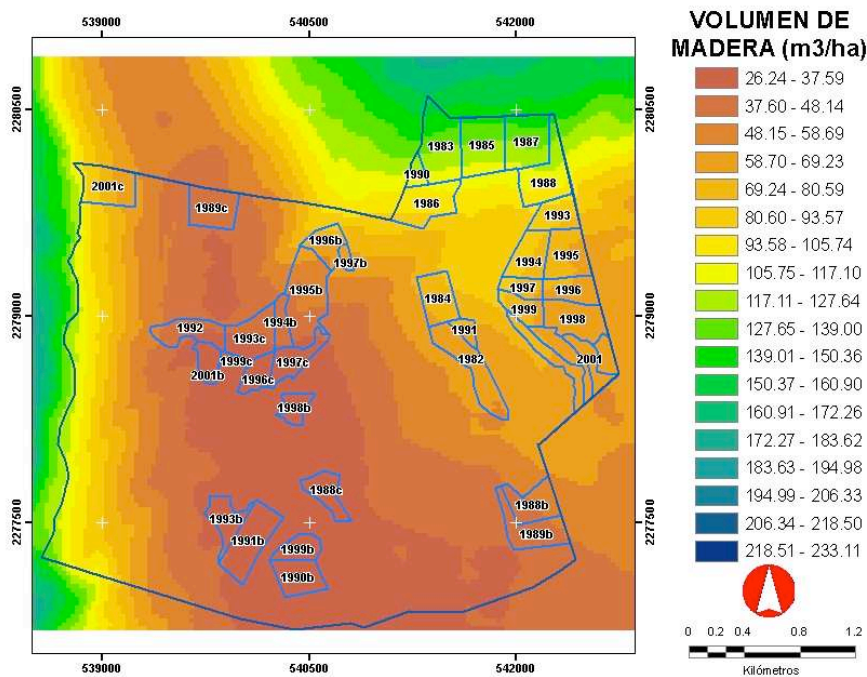 539000 540500 542000
2280500
2279000
2277500
2280500
2279000
2277500
1983
1985
1987
1990
1988
1986
2001c
1989c
1993
1996b
1997b
1994
1995
1995b
1997
1996
1984
1999
1998
1992
1994b
1993c
1991
2001
1999c
1997c
1982
2001b
1996c
1998b
1988c
1988b
1993b
1989b
1991b
1999b
1990b
539000 540500 542000
VOLUMEN DE
MADERA (m3/ha)
26.24 - 37.59
37.60 - 48.14
48.15 - 58.69
58.70 - 69.23
69.24 - 80.59
80.60 - 93.57
93.58 - 105.74
105.75 - 117.10
117.11 - 127.64
127.65 - 139.00
139.01 - 150.36
150.37 - 160.90
160.91 - 172.26
172.27 - 183.62
183.63 - 194.98
194.99 - 206.33
206.34 - 218.50
218.51 - 233.11
0 0.2 0.4 0.8 1.2
Kilómetros